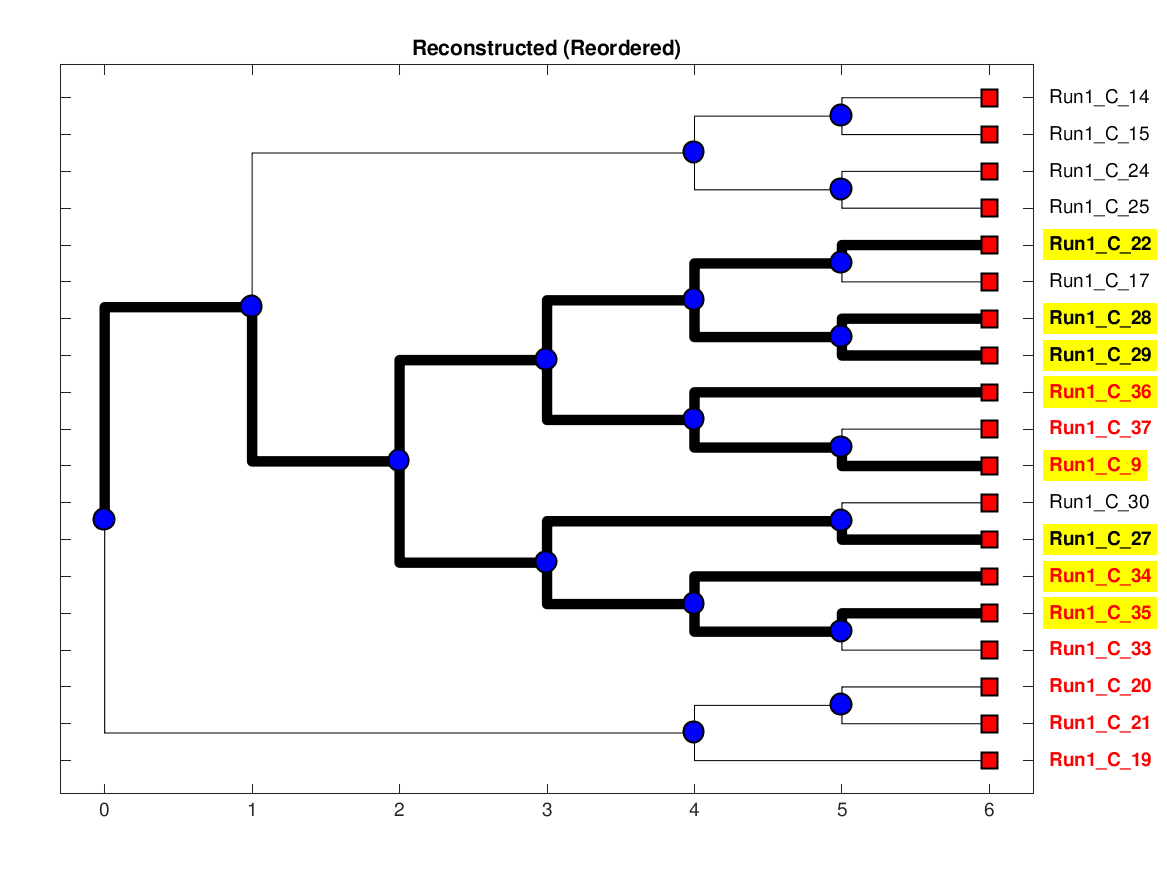 Reconstructed (Reordered)
Run1_C_14
Run1_C_15
Run1_C_24
Run1_C_25
Run1_C_22
Run1_C_17
Run1_C_28
Run1_C_29
Run1_C_36
Run1_C_37
Run1_C_9
Run1_C_30
Run1_C_27
Run1_C_34
Run1_C_35
Run1_C_33
Run1_C_20
Run1_C_21
Run1_C_19
0 1 2 3 4 5 6